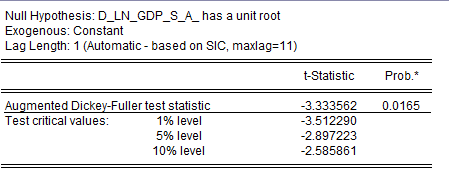 Null Hypothesis: D_LN_GDP_S_A_ has a unit root
Exogenous: Constant
Lag Length: 1 (Automatic - based on SIC, maxlag=11)
t-Statistic Prob.*
Augmented Dickey-Fuller test statistic -3.333562 0.0165
Test critical values: 1% level -3.512290
5% level -2.897223
10% level -2.585861